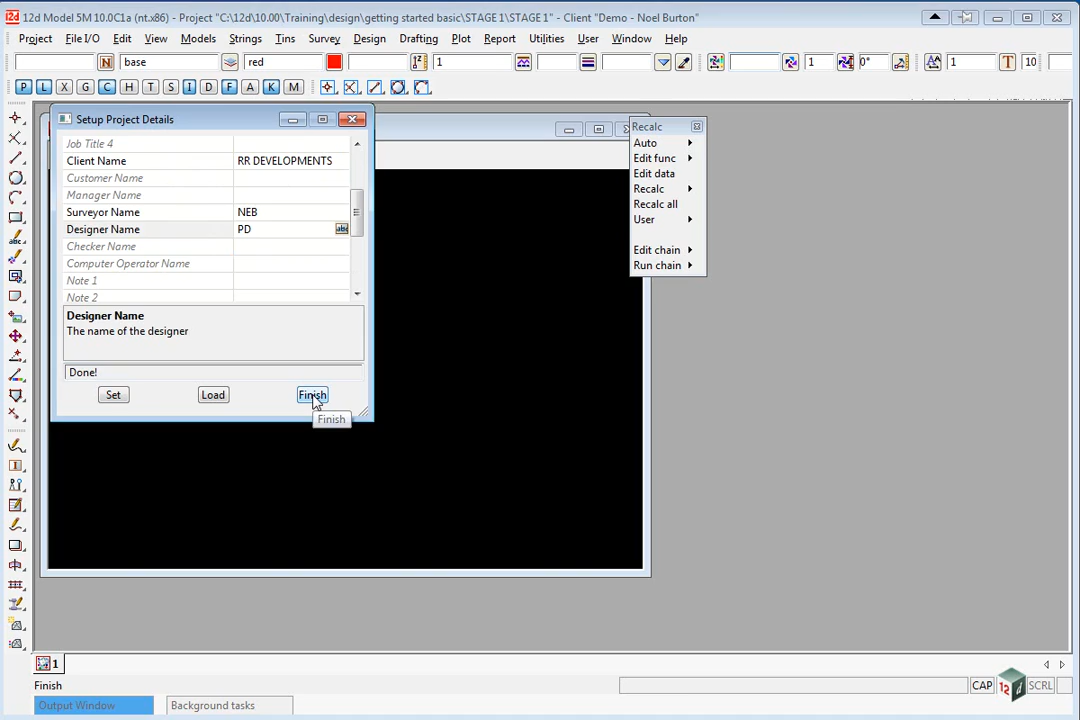 12d Model 5M 10.0C1a (nt.x86) - Project "C:\12d\10.00\Training\design\getting started basic\STAGE 1\STAGE 1" - Client "Demo - Noel Burton"
Project File I/O Edit View Models Strings Tins Survey Design Drafting Plot Report Utilities User Window Help
N base red 1 1 0° 1 T 10
P L X G C H T S I D F A K M
Setup Project Details
Job Title 4
Client Name RR DEVELOPMENTS
Customer Name
Manager Name
Surveyor Name NEB
Designer Name PD abc
Checker Name
Computer Operator Name
Note 1
Note 2
Designer Name
The name of the designer
Done!
Set Load Finish
Finish
Recalc
Auto
Edit func
Edit data
Recalc
Recalc all
User
Edit chain
Run chain
1
Finish
CAP 12d SCRL
Output Window Background tasks